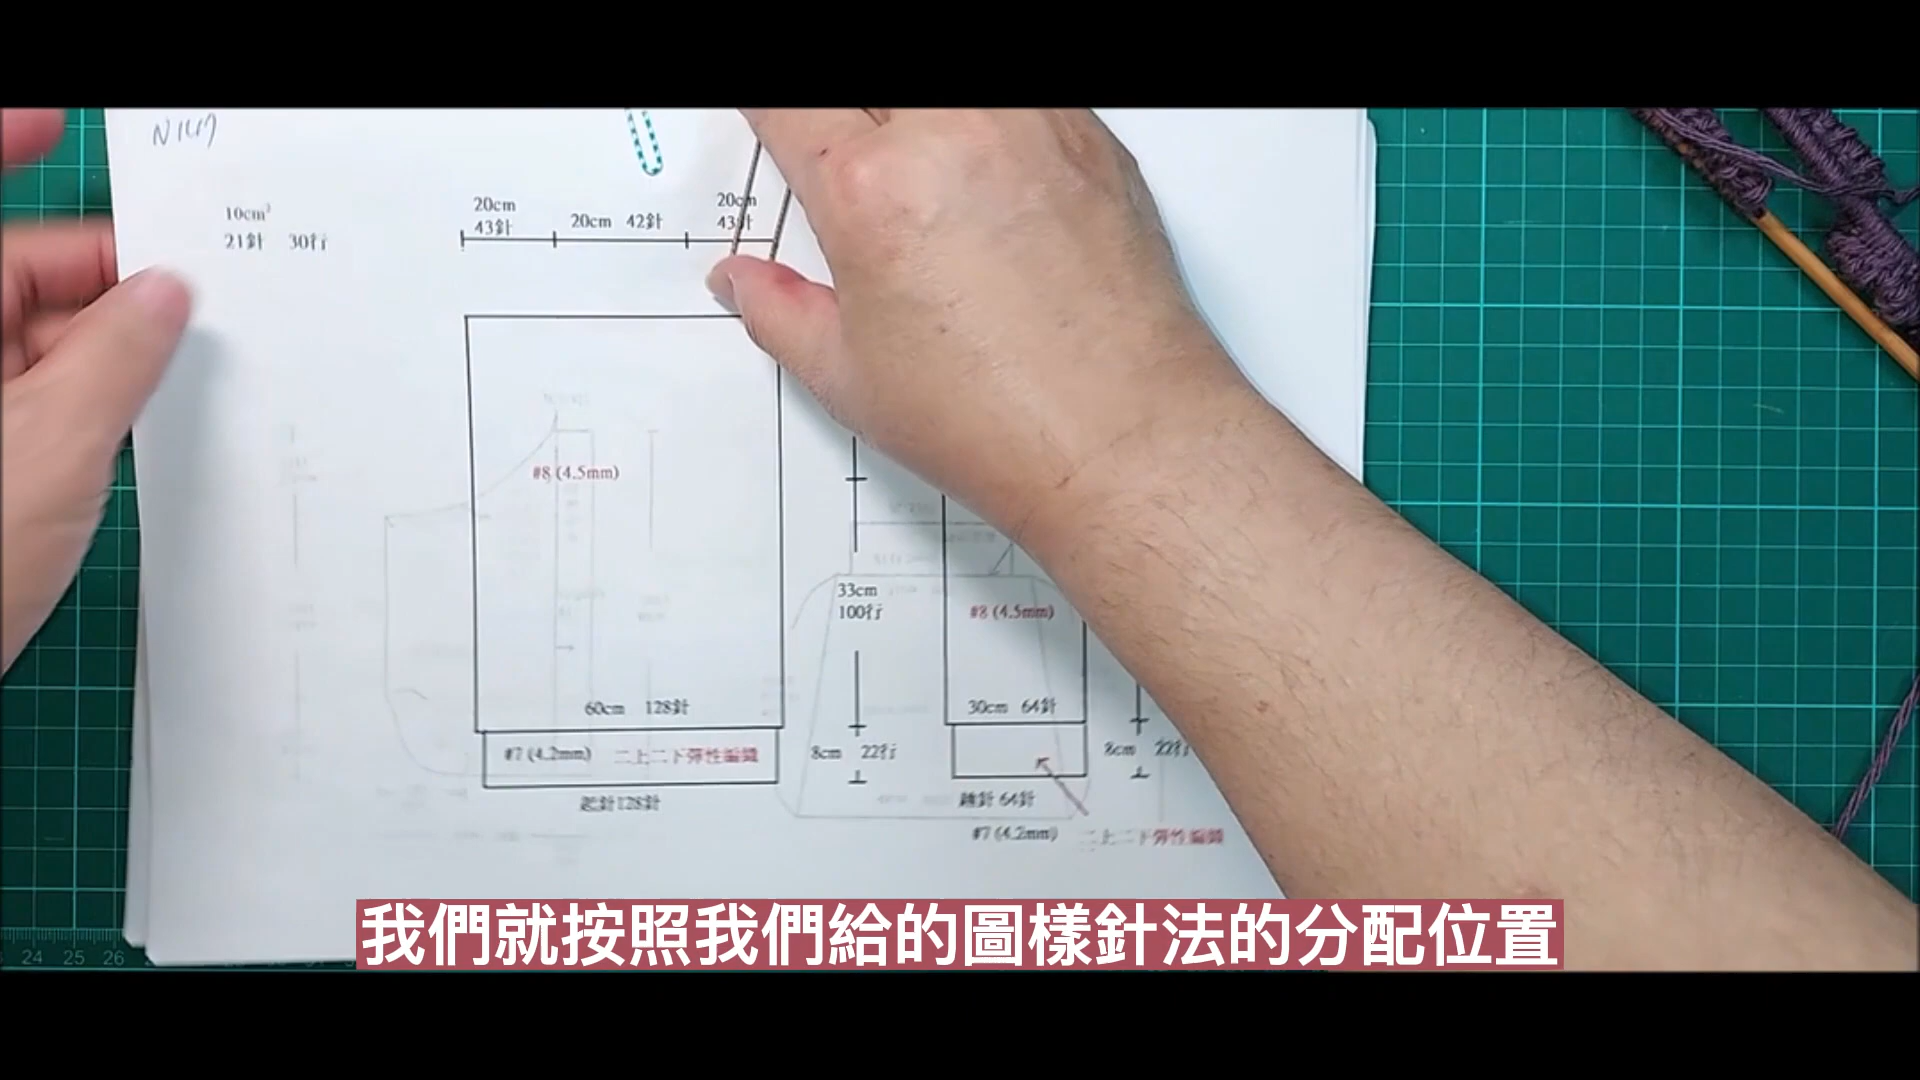 N147
10cm²
21針 30行
20cm
43針
20cm 42針
20cm
43針
#8 (4.5mm)
33cm
100行
#8 (4.5mm)
60cm 128針
30cm 64針
#7 (4.2mm) 二上二下彈性編織
8cm 22行
8cm 22行
起針128針
起針 64針
#7 (4.2mm) 二上二下彈性編織
我們就按照我們給的圖樣針法的分配位置
24 25 26